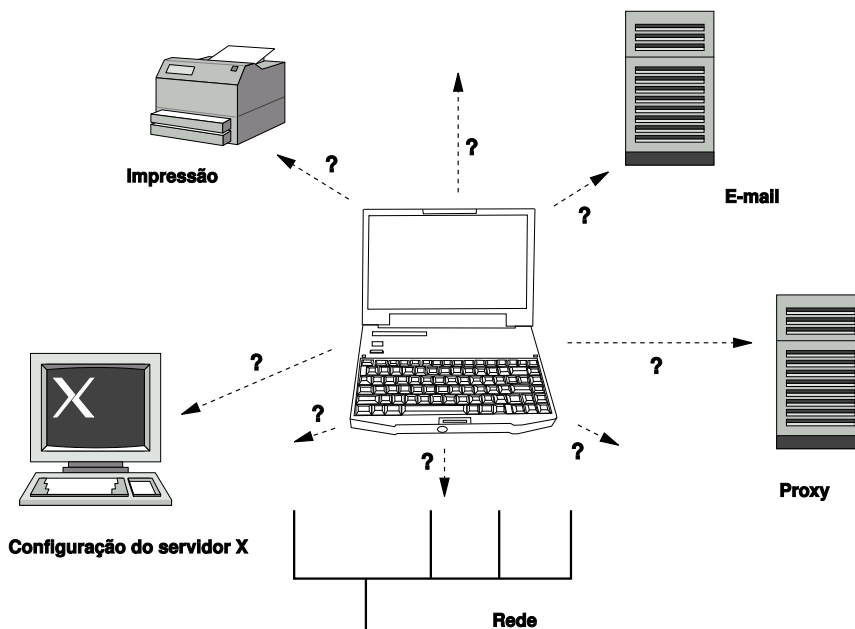 ?
?
Impressão
?
E-mail
?
?
?
?
?
Proxy
Configuração do servidor X
Rede
X